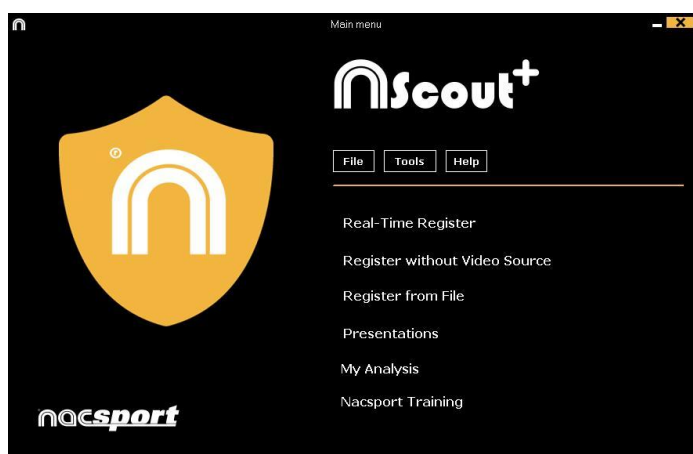 Main menu
nScout+
File Tools Help
Real-Time Register
Register without Video Source
Register from File
Presentations
My Analysis
Nacsport Training
®
n
nacsport